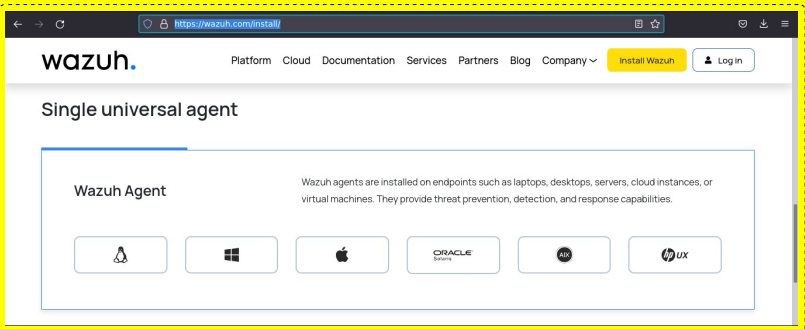 https://wazuh.com/install/
wazuh.
Platform Cloud Documentation Services Partners Blog Company Install Wazuh Log in
Single universal agent
Wazuh Agent
Wazuh agents are installed on endpoints such as laptops, desktops, servers, cloud instances, or
virtual machines. They provide threat prevention, detection, and response capabilities.
ORACLE Solaris AIX hp UX